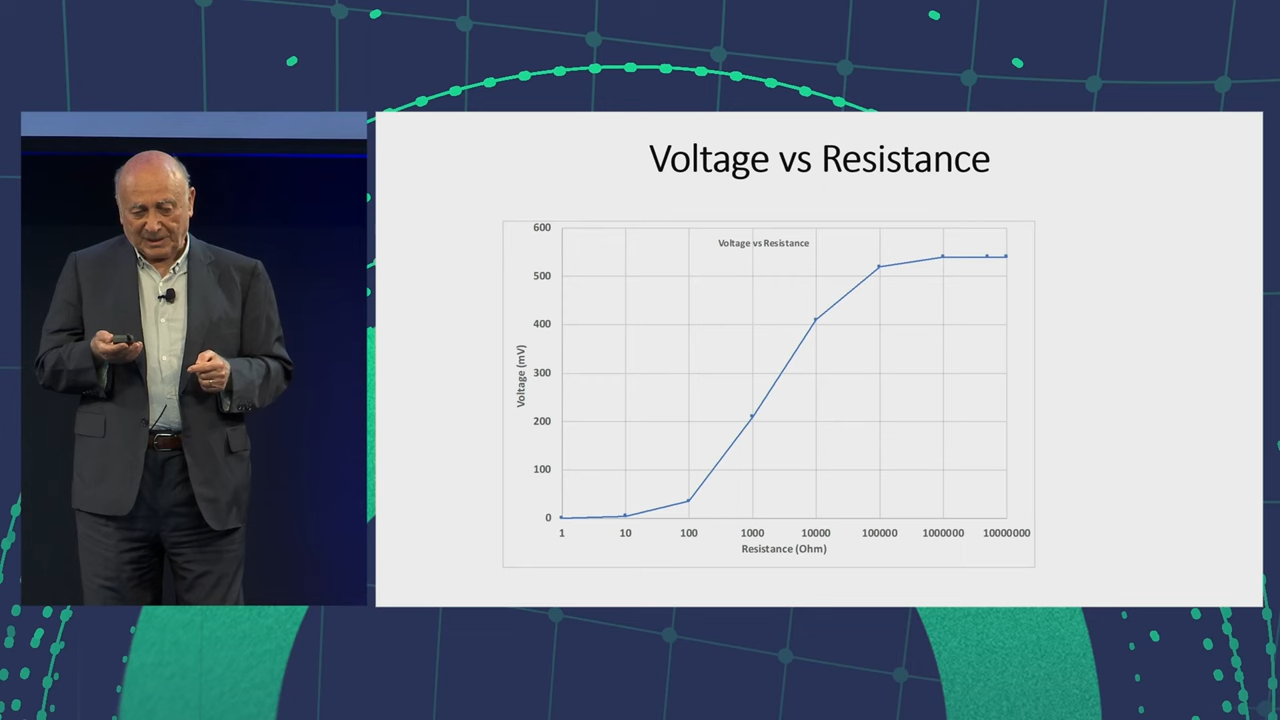 Voltage vs Resistance
Voltage vs Resistance
600
500
400
300
200
100
0
Voltage (mV)
1 10 100 1000 10000 100000 1000000 10000000
Resistance (Ohm)